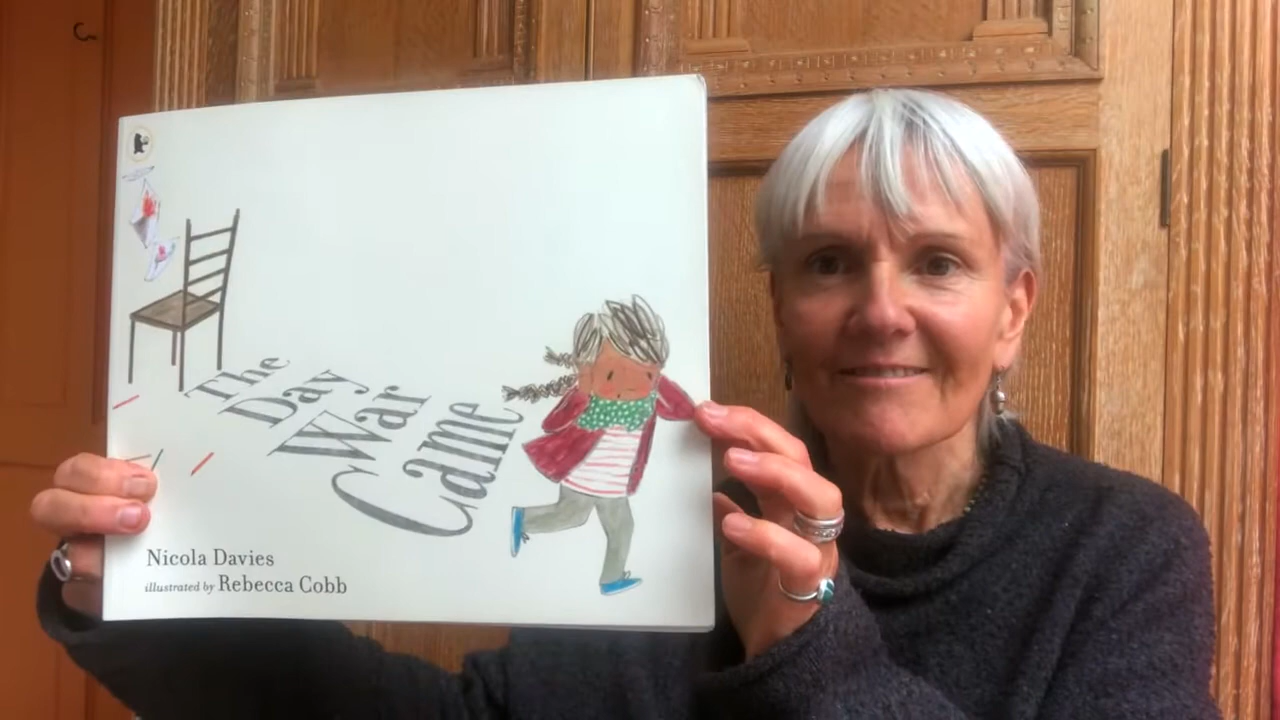 The
Day
War
Came
Nicola Davies
illustrated by Rebecca Cobb